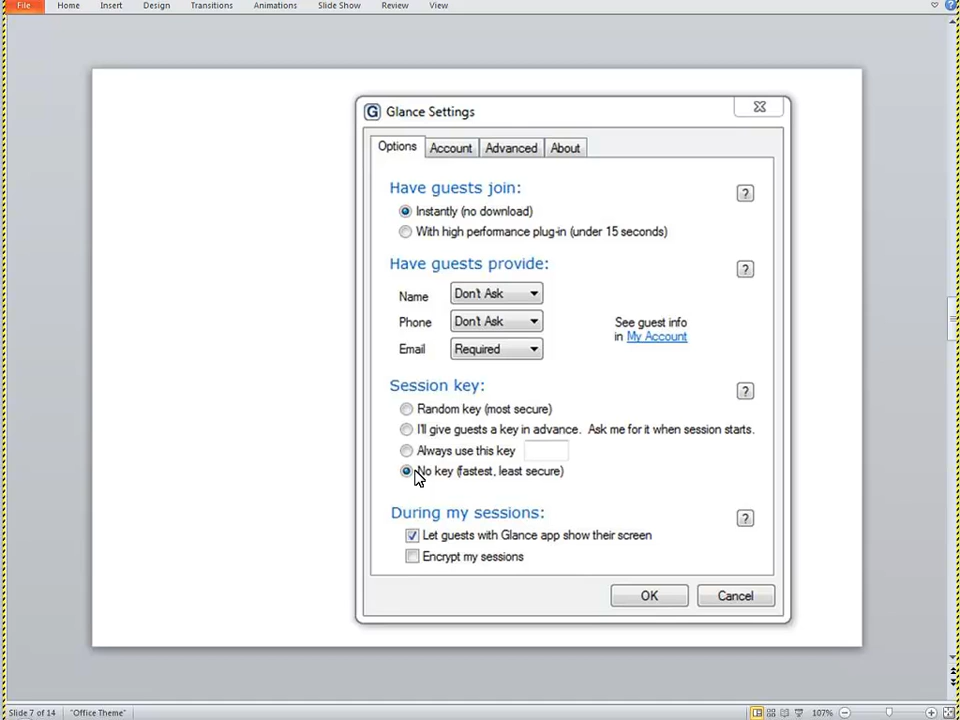 File Home Insert Design Transitions Animations Slide Show Review View
Glance Settings
Options Account Advanced About
Have guests join:
?
Instantly (no download)
With high performance plug-in (under 15 seconds)
Have guests provide:
?
Name Don't Ask
Phone Don't Ask
See guest info
in My Account
Email Required
Session key:
?
Random key (most secure)
I'll give guests a key in advance. Ask me for it when session starts.
Always use this key
No key (fastest, least secure)
During my sessions:
?
Let guests with Glance app show their screen
Encrypt my sessions
OK Cancel
Slide 7 of 14 "Office Theme" 107%